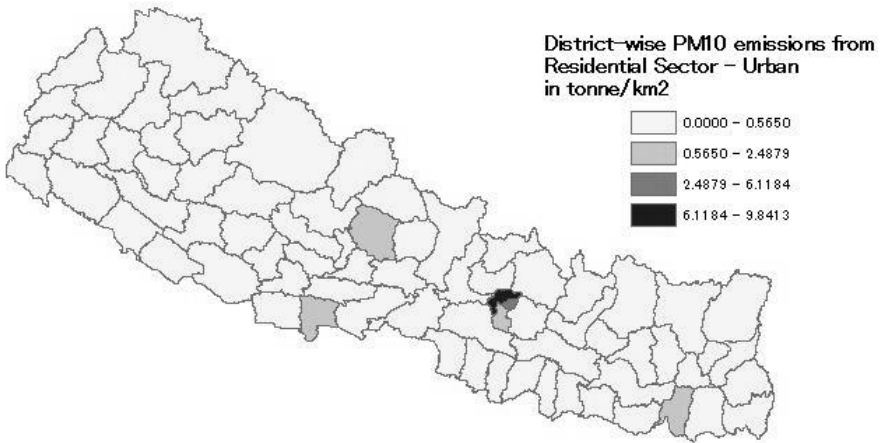 District-wise PM10 emissions from
Residential Sector - Urban
in tonne/km2
0.0000 - 0.5650
0.5650 - 2.4879
2.4879 - 6.1184
6.1184 - 9.8413